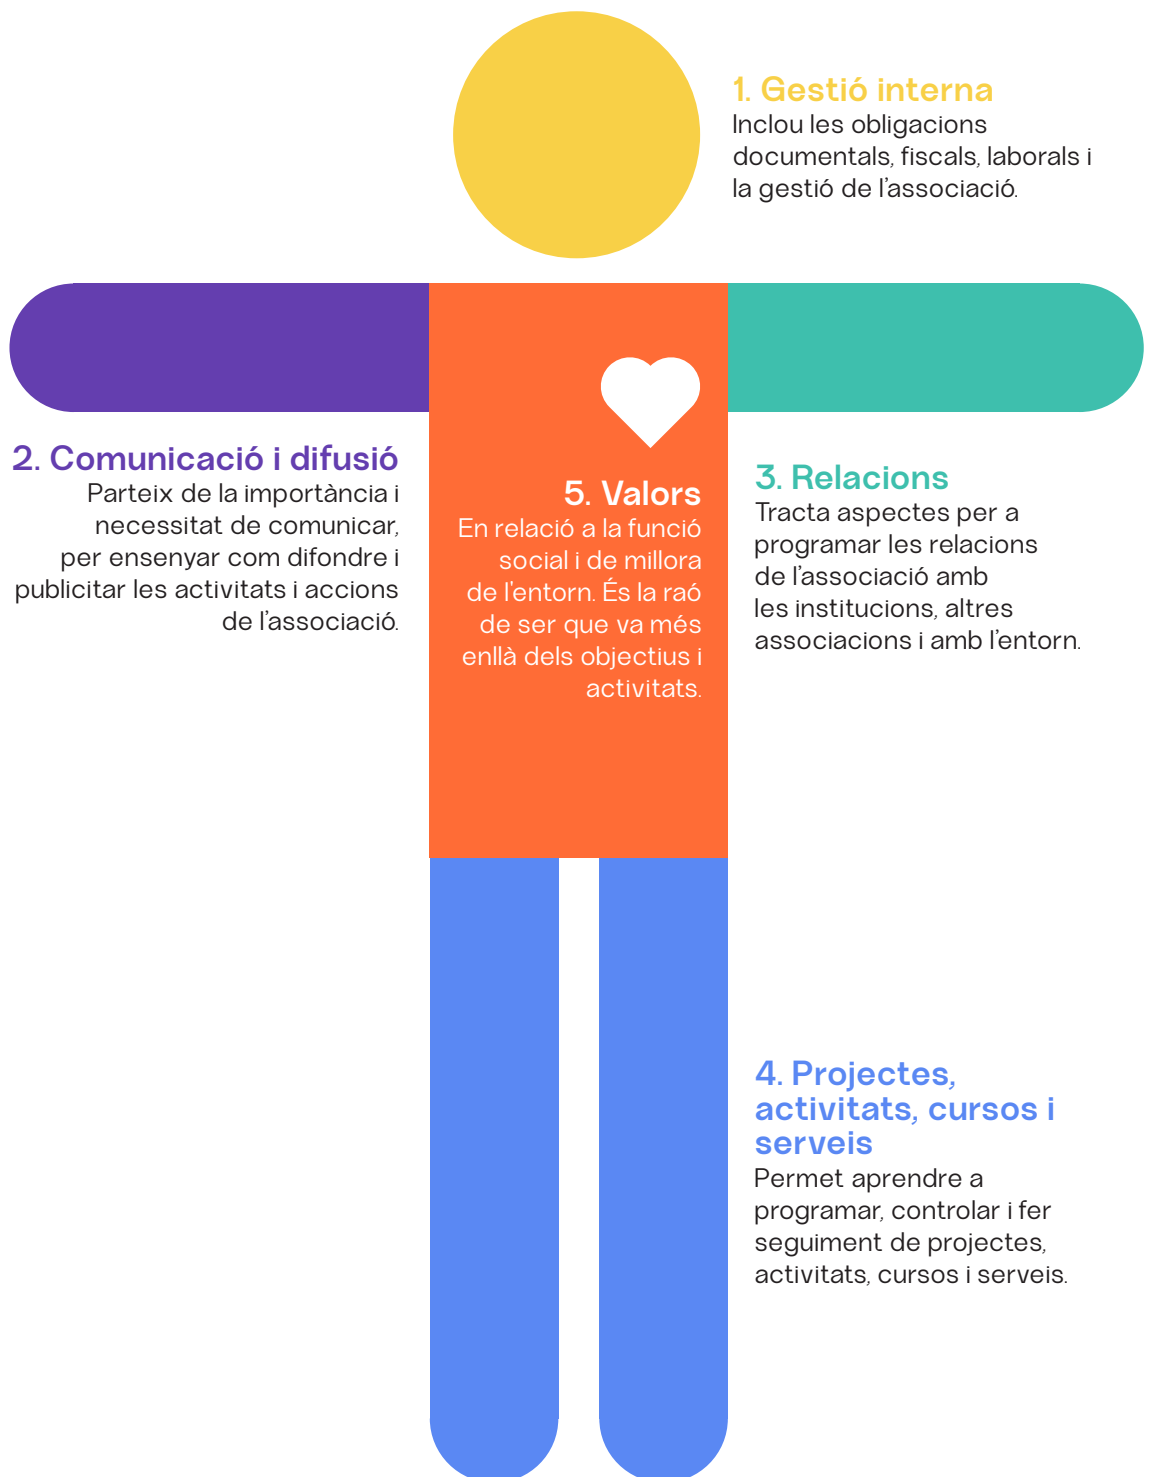 1. Gestió interna
Inclou les obligacions
documentals, fiscals, laborals i
la gestió de l’associació.
2. Comunicació i difusió
Parteix de la importància i
necessitat de comunicar,
per ensenyar com difondre i
publicitar les activitats i accions
de l’associació.
3. Relacions
Tracta aspectes per a
programar les relacions
de l’associació amb
les institucions, altres
associacions i amb l’entorn.
5. Valors
En relació a la funció
social i de millora
de l'entorn. És la raó
de ser que va més
enllà dels objectius i
activitats.
4. Projectes,
activitats, cursos i
serveis
Permet aprendre a
programar, controlar i fer
seguiment de projectes,
activitats, cursos i serveis.